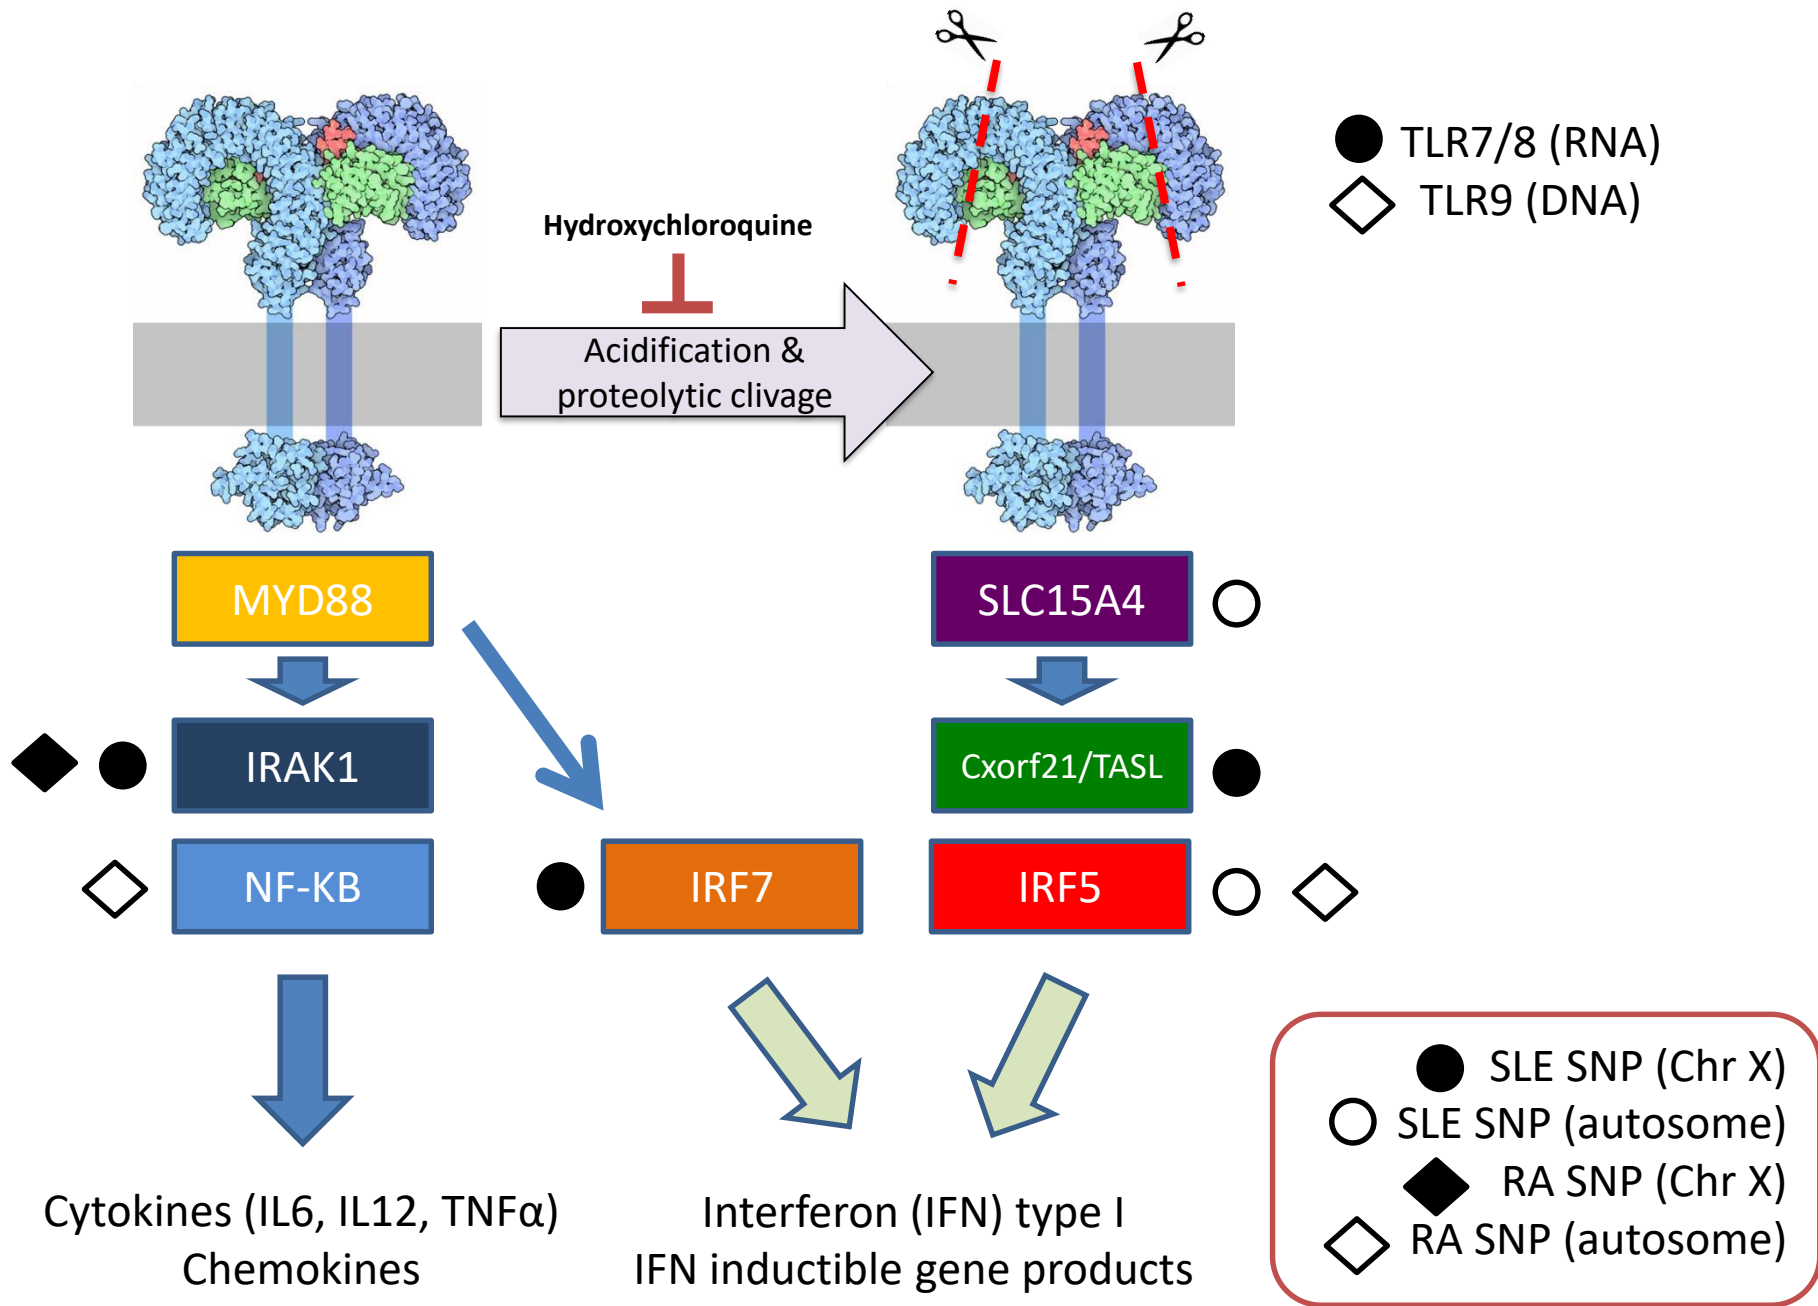 TLR7/8 (RNA)
TLR9 (DNA)
Hydroxychloroquine
Acidification &
proteolytic clivage
MYD88
SLC15A4
IRAK1
Cxorf21/TASL
NF-KB
IRF7
IRF5
Cytokines (IL6, IL12, TNFα)
Chemokines
Interferon (IFN) type I
IFN inductible gene products
SLE SNP (Chr X)
SLE SNP (autosome)
RA SNP (Chr X)
RA SNP (autosome)